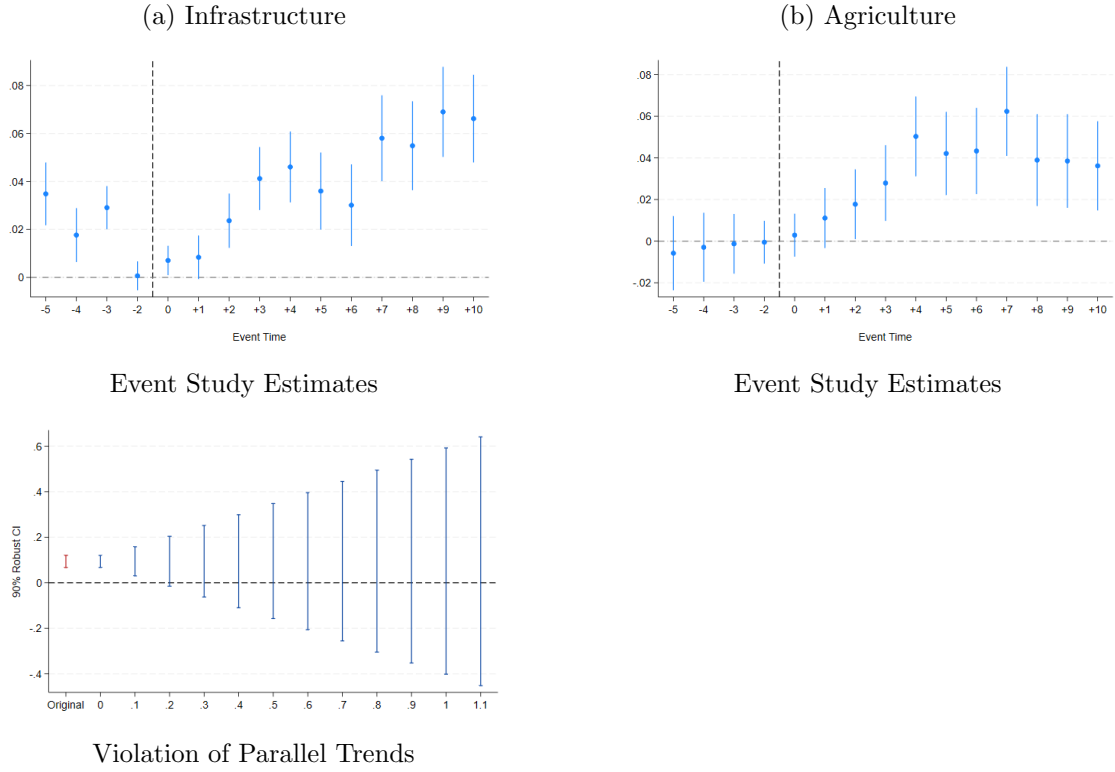 (a) Infrastructure
.08
.06
.04
.02
0
-5 -4 -3 -2 0 +1 +2 +3 +4 +5 +6 +7 +8 +9 +10
Event Time
Event Study Estimates
(b) Agriculture
.08
.06
.04
.02
0
-.02
-5 -4 -3 -2 0 +1 +2 +3 +4 +5 +6 +7 +8 +9 +10
Event Time
Event Study Estimates
90% Robust CI
.6
.4
.2
0
-.2
-.4
Original 0 .1 .2 .3 .4 .5 .6 .7 .8 .9 1 1.1
Violation of Parallel Trends